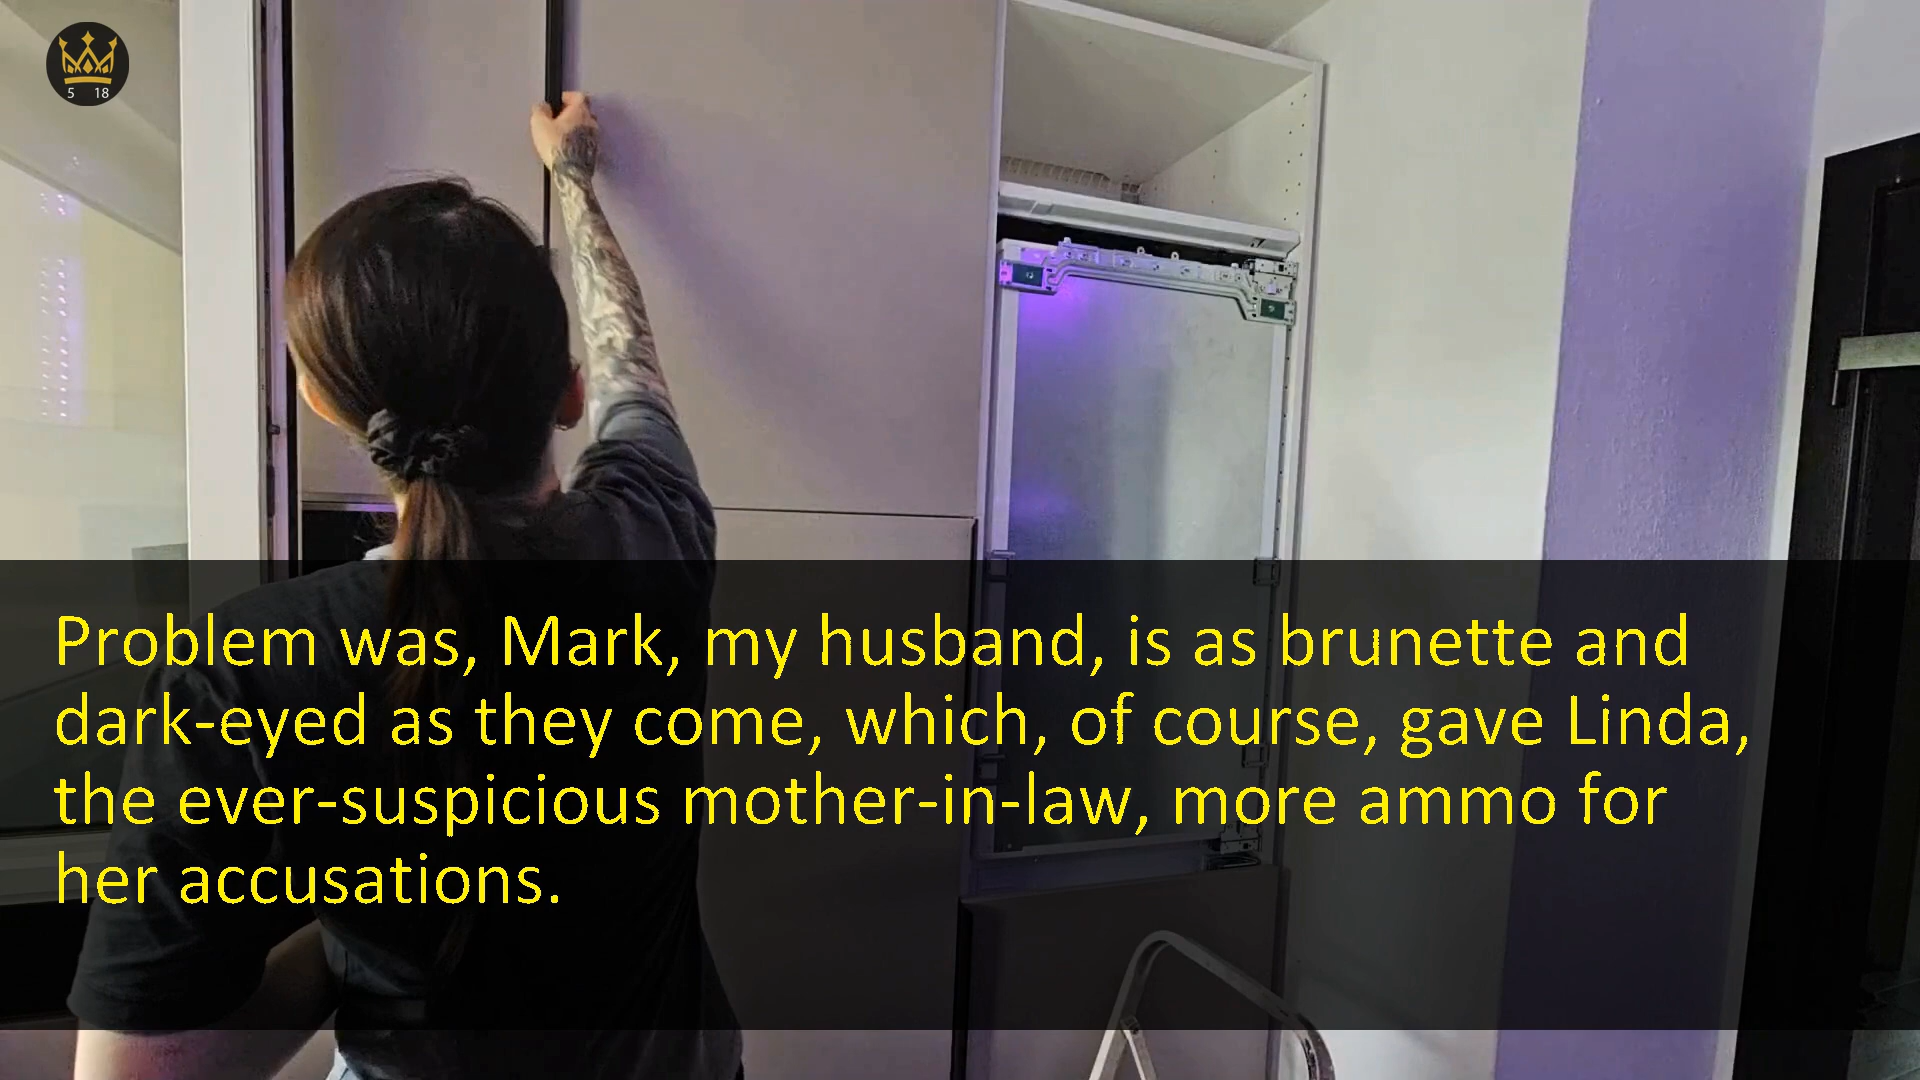 5 18
Problem was, Mark, my husband, is as brunette and
dark-eyed as they come, which, of course, gave Linda,
the ever-suspicious mother-in-law, more ammo for
her accusations.